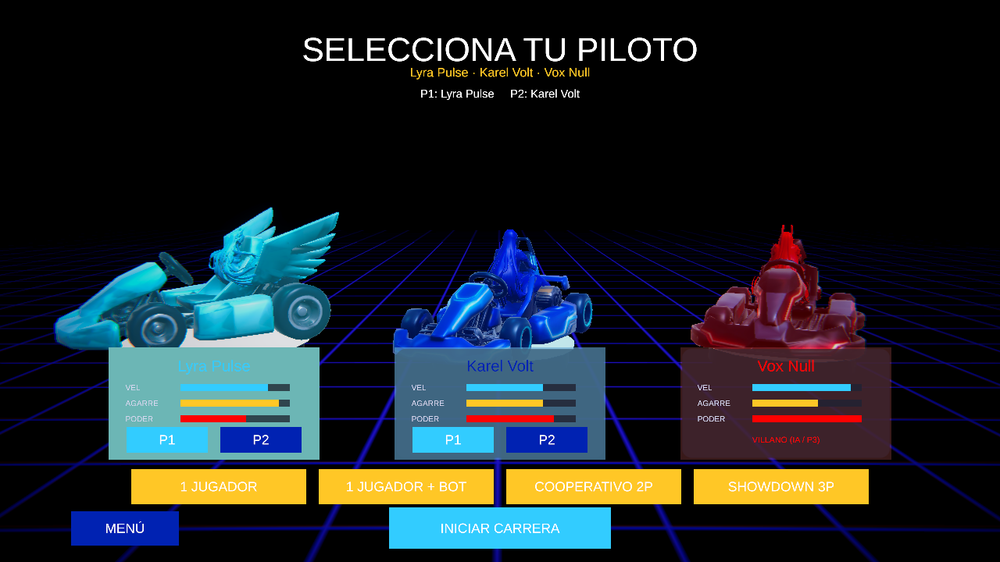 SELECCIONA TU PILOTO
Lyra Pulse · Karel Volt · Vox Null
P1: Lyra Pulse P2: Karel Volt
Lyra Pulse
VEL
AGARRE
PODER
P1 P2
Karel Volt
VEL
AGARRE
PODER
P1 P2
Vox Null
VEL
AGARRE
PODER
VILLANO (IA / P3)
1 JUGADOR
1 JUGADOR + BOT
COOPERATIVO 2P
SHOWDOWN 3P
MENÚ
INICIAR CARRERA